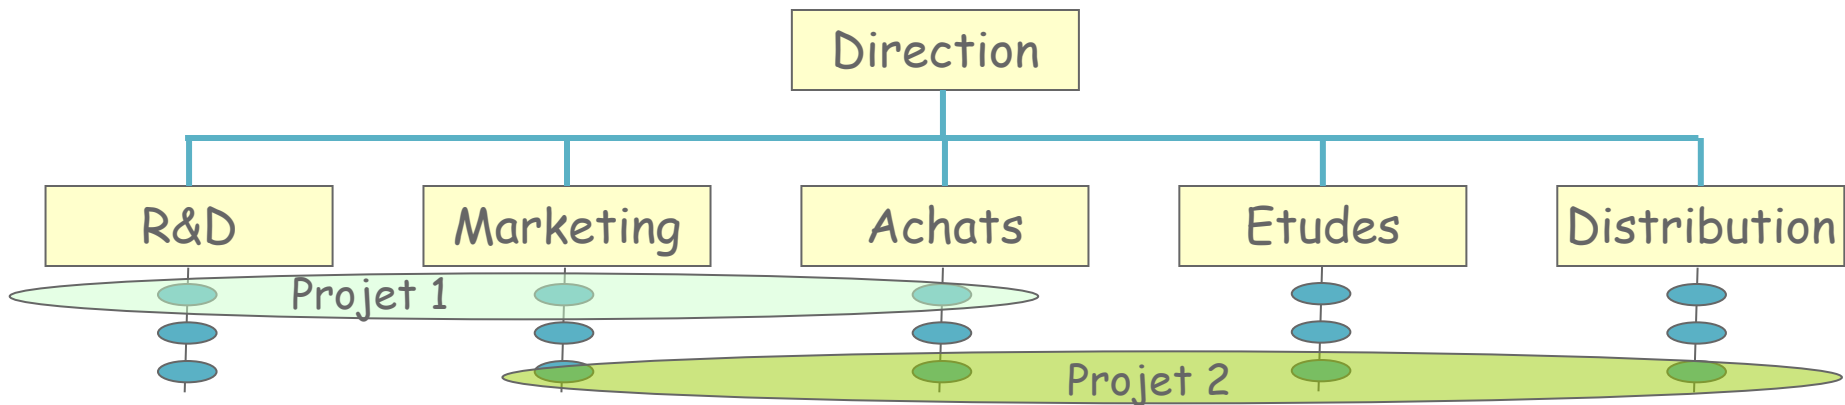 Direction
R&D
Marketing
Achats
Etudes
Distribution
Projet 1
Projet 2